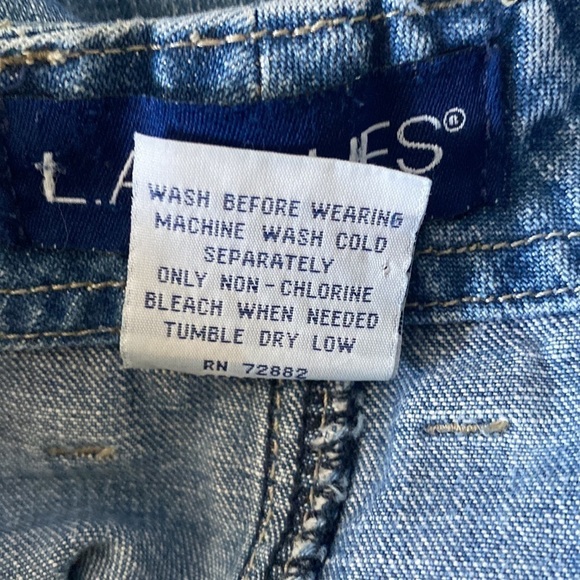 WASH BEFORE WEARING
MACHINE WASH COLD
SEPARATELY
ONLY NON-CHLORINE
BLEACH WHEN NEEDED
TUMBLE DRY LOW
RN 72882